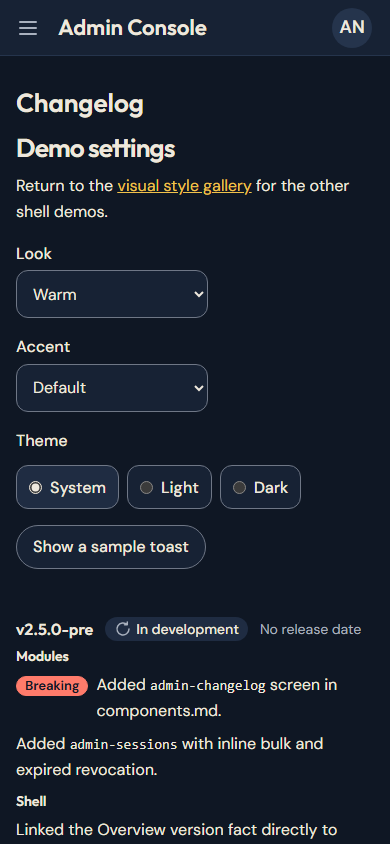 Admin Console
AN
Changelog
Demo settings
Return to the visual style gallery for the other
shell demos.
Look
Warm
Accent
Default
Theme
System
Light
Dark
Show a sample toast
v2.5.0-pre
In development
No release date
Modules
Breaking
Added admin-changelog screen in
components.md.
Added admin-sessions with inline bulk and
expired revocation.
Shell
Linked the Overview version fact directly to